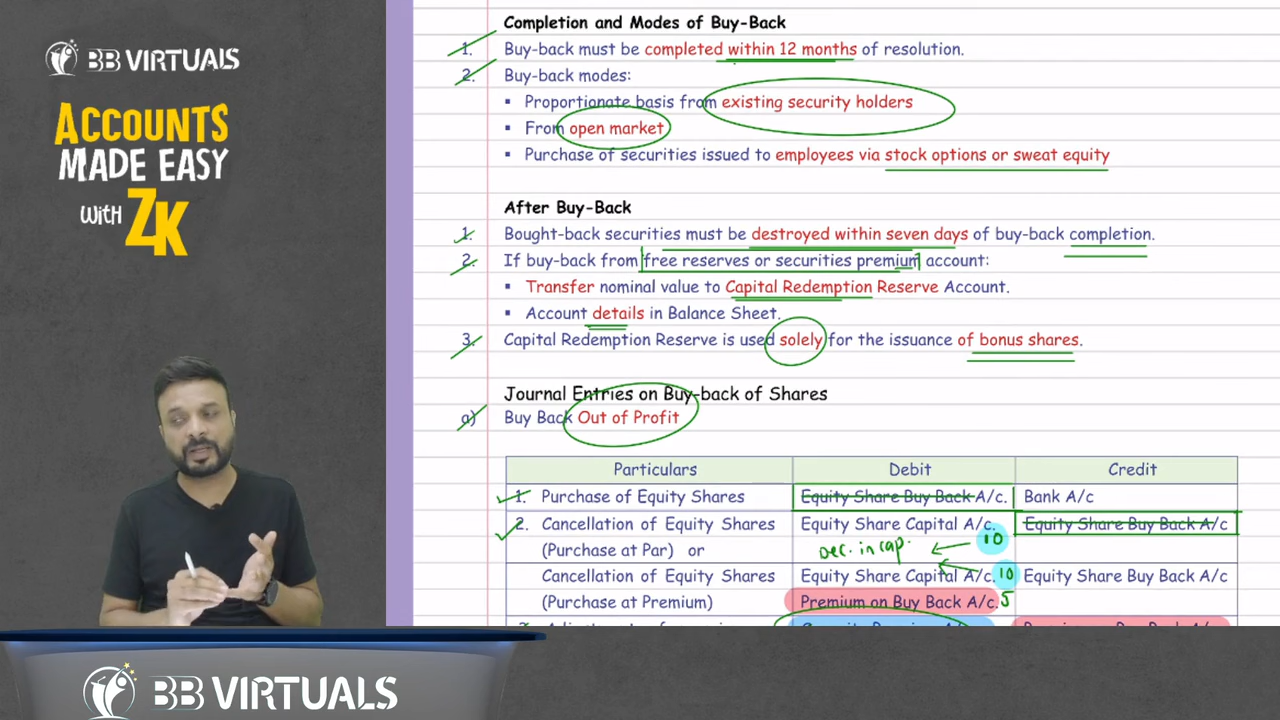 BB VIRTUALS
ACCOUNTS
MADE EASY
WITH ZK
Completion and Modes of Buy-Back
1. Buy-back must be completed within 12 months of resolution.
2. Buy-back modes:
▪ Proportionate basis from existing security holders
▪ From open market
▪ Purchase of securities issued to employees via stock options or sweat equity
After Buy-Back
1. Bought-back securities must be destroyed within seven days of buy-back completion.
2. If buy-back from free reserves or securities premium account:
▪ Transfer nominal value to Capital Redemption Reserve Account.
▪ Account details in Balance Sheet.
3. Capital Redemption Reserve is used solely for the issuance of bonus shares.
Journal Entries on Buy-back of Shares
a) Buy Back Out of Profit
Particulars Debit Credit
1. Purchase of Equity Shares Equity Share Buy Back A/c. Bank A/c
2. Cancellation of Equity Shares Equity Share Capital A/c. Equity Share Buy Back A/c
(Purchase at Par) or dec. in cap. 10
Cancellation of Equity Shares Equity Share Capital A/c. 10 Equity Share Buy Back A/c
(Purchase at Premium) Premium on Buy Back A/c. 5
BB VIRTUALS